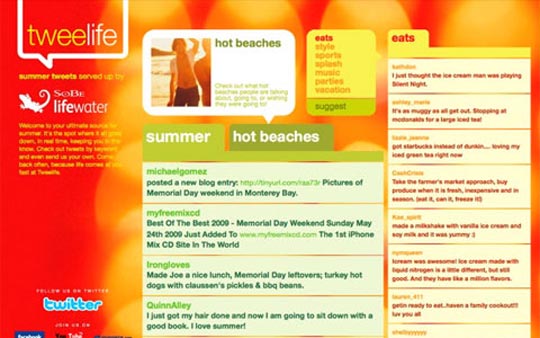 tweelife
summer tweets served up by
SoBe
lifewater
Welcome to your ultimate source for
summer. It's the spot where it all goes
down, in real time, keeping you in the
know. Check out tweets by keyword
and even send us your own. Come
back often, because life comes at you
fast at Tweelife.
FOLLOW US ON TWITTER
twitter
JOIN US ON
facebook
You Tube
hot beaches
Check out what hot
beaches people are talking
about, going to, or wishing
they were going to!
eats
style
sports
splash
music
parties
vacation
suggest
summer
hot beaches
michaelgomez
posted a new blog entry: http://tinyurl.com/raa73r Pictures of
Memorial Day weekend in Monterey Bay.
myfreemixcd
Best Of The Best 2009 - Memorial Day Weekend Sunday May
24th 2009 Just Added To www.myfreemixcd.com The 1st iPhone
Mix CD Site In The World
Irongloves
Made Joe a nice lunch, Memorial Day leftovers; turkey hot
dogs with claussen's pickles & bbq beans.
QuinnAlley
I just got my hair done and now I am going to sit down with a
good book. I love summer!
eats
kathdon
I just thought the ice cream man was playing
Silent Night.
ashley_marie
It's as muggy as all get out. Stopping at
mcdonalds for a large iced tea!
taste_jeanne
got starbucks instead of dunkin.... loving my
iced green tea right now
CashCrisis
Take the farmer's market approach, buy
produce when it is fresh, inexpensive and in
season. (eat it, can it, freeze it!)
Kae_spirit
made a milkshake with vanilla ice cream and
soy milk and it was yummy :)
nymqueen
Icream was awesome! Ice cream made with
liquid nitrogen is a little different, but still
good. And they have like a million flavors.
lauren_411
getin ready to eat..haven a family cookout!!!
luv you all